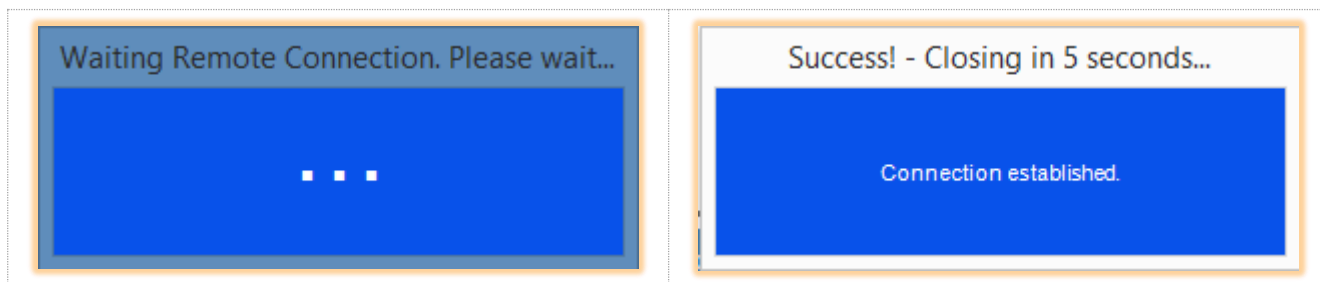 Waiting Remote Connection. Please wait...
...
Success! - Closing in 5 seconds...
Connection established.